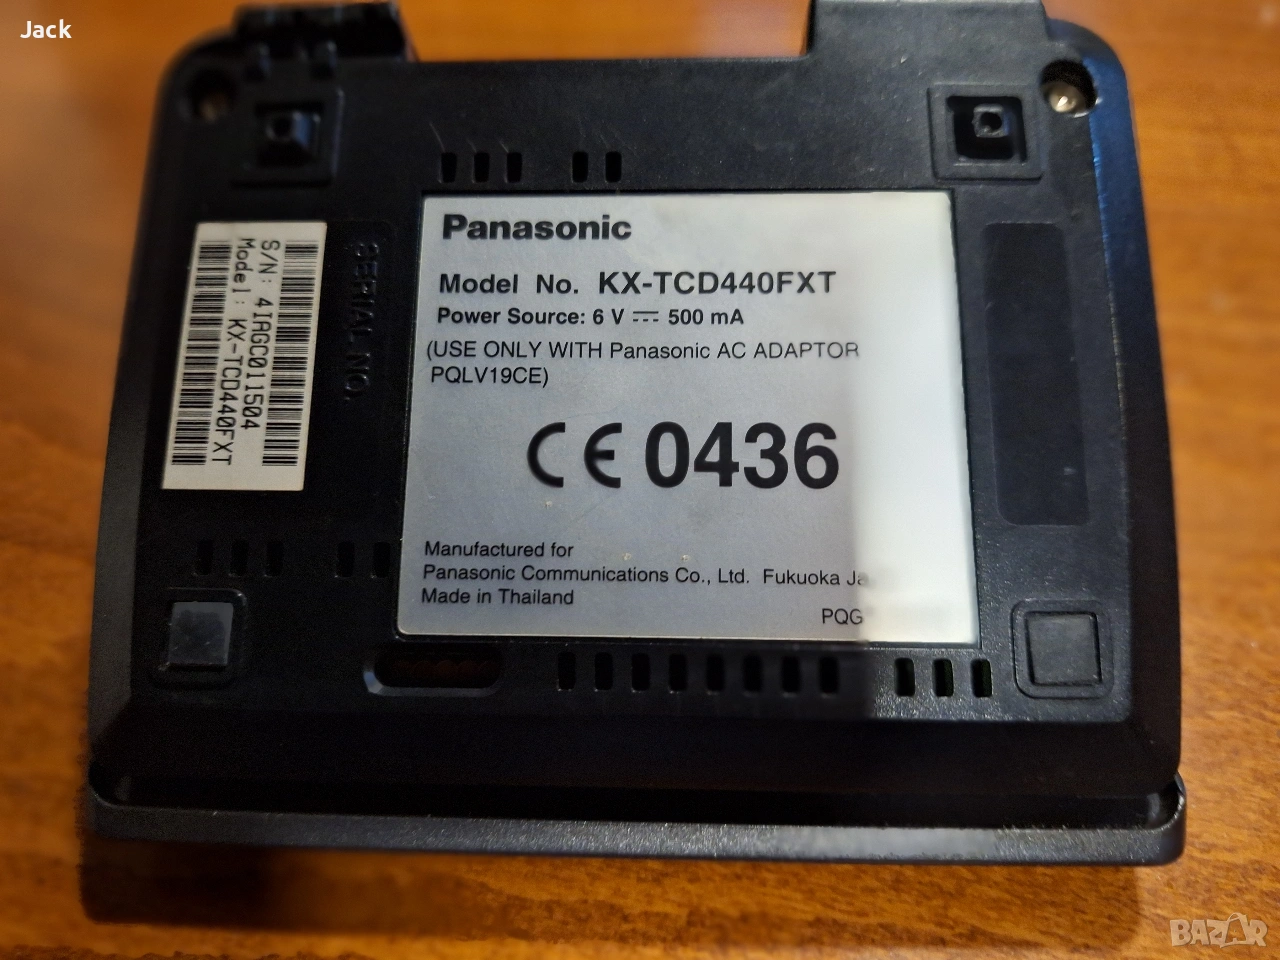 Jack
S/N: 4IAGC011504
Model: KX-TCD440FXT
SERIAL NO.
Panasonic
Model No. KX-TCD440FXT
Power Source: 6 V ⎓ 500 mA
(USE ONLY WITH Panasonic AC ADAPTOR
PQLV19CE)
CE 0436
Manufactured for
Panasonic Communications Co., Ltd. Fukuoka Ja
Made in Thailand
PQG
BAZAR